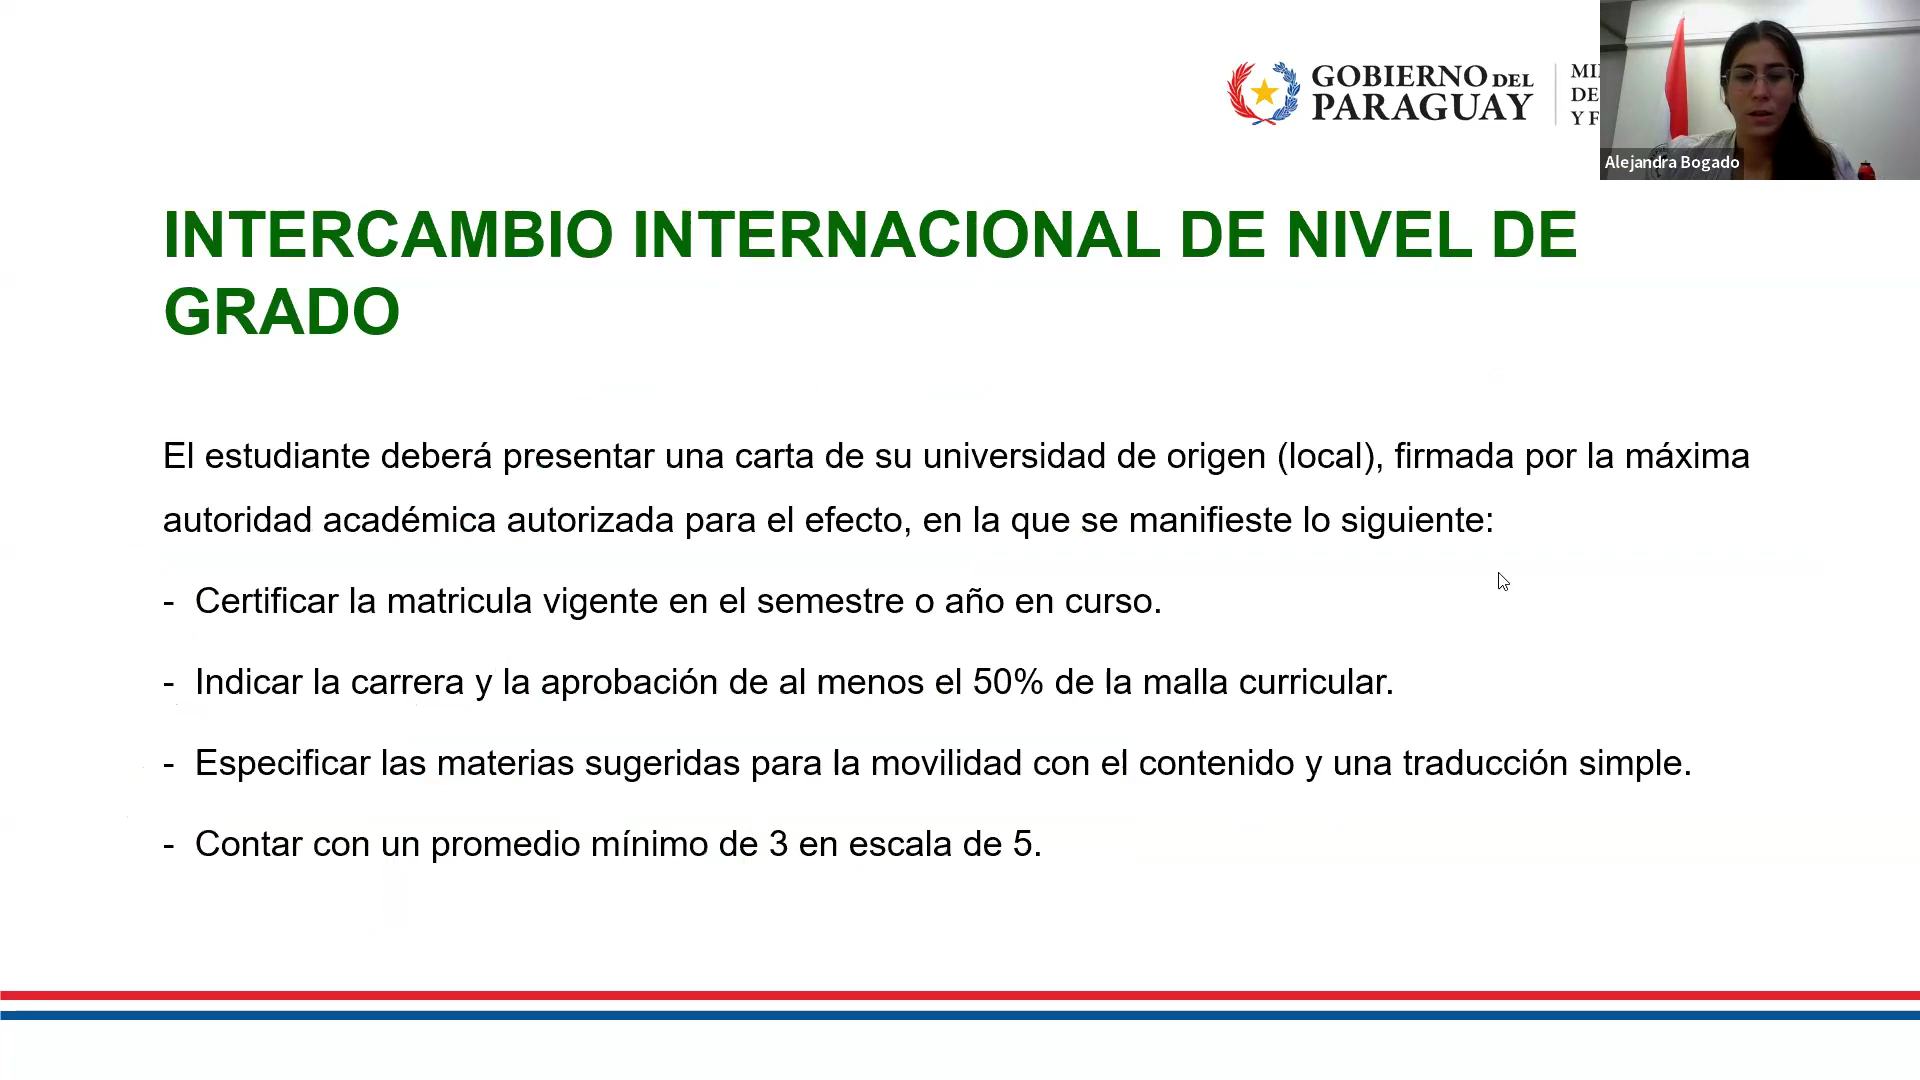 GOBIERNO DEL
PARAGUAY
MI
DE
Y F
Alejandra Bogado
INTERCAMBIO INTERNACIONAL DE NIVEL DE
GRADO
El estudiante deberá presentar una carta de su universidad de origen (local), firmada por la máxima
autoridad académica autorizada para el efecto, en la que se manifieste lo siguiente:
- Certificar la matricula vigente en el semestre o año en curso.
- Indicar la carrera y la aprobación de al menos el 50% de la malla curricular.
- Especificar las materias sugeridas para la movilidad con el contenido y una traducción simple.
- Contar con un promedio mínimo de 3 en escala de 5.